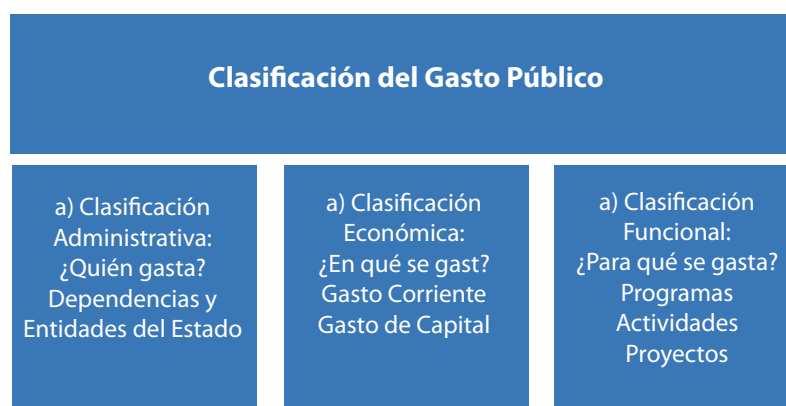 Clasificación del Gasto Público
a) Clasificación
Administrativa:
¿Quién gasta?
Dependencias y
Entidades del Estado
a) Clasificación
Económica:
¿En qué se gast?
Gasto Corriente
Gasto de Capital
a) Clasificación
Funcional:
¿Para qué se gasta?
Programas
Actividades
Proyectos